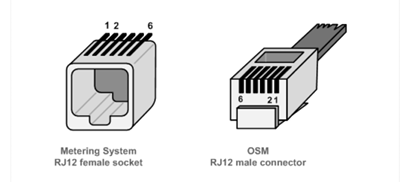 1 2 6
6 2 1
Metering System
RJ12 female socket
OSM
RJ12 male connector